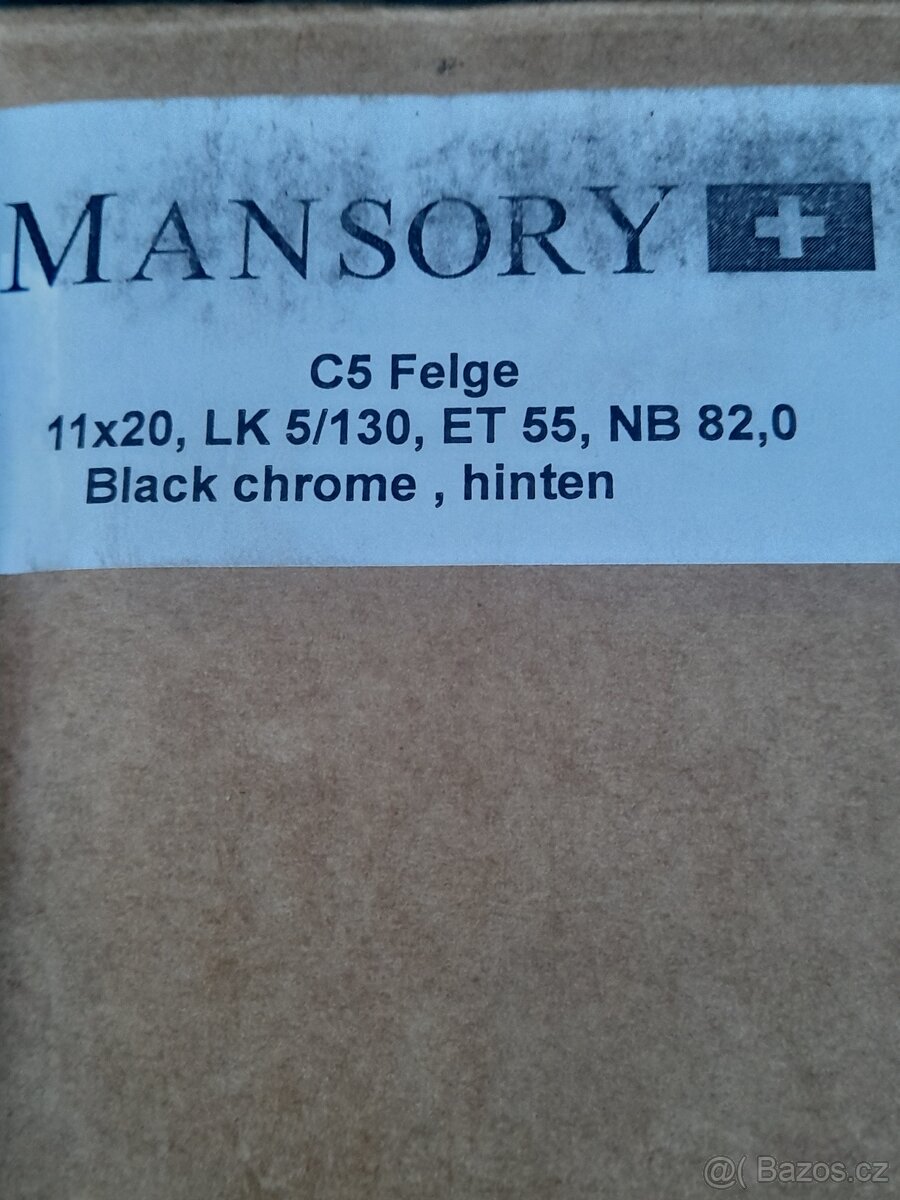 MANSORY
C5 Felge
11x20, LK 5/130, ET 55, NB 82,0
Black chrome , hinten
@( Bazos.cz